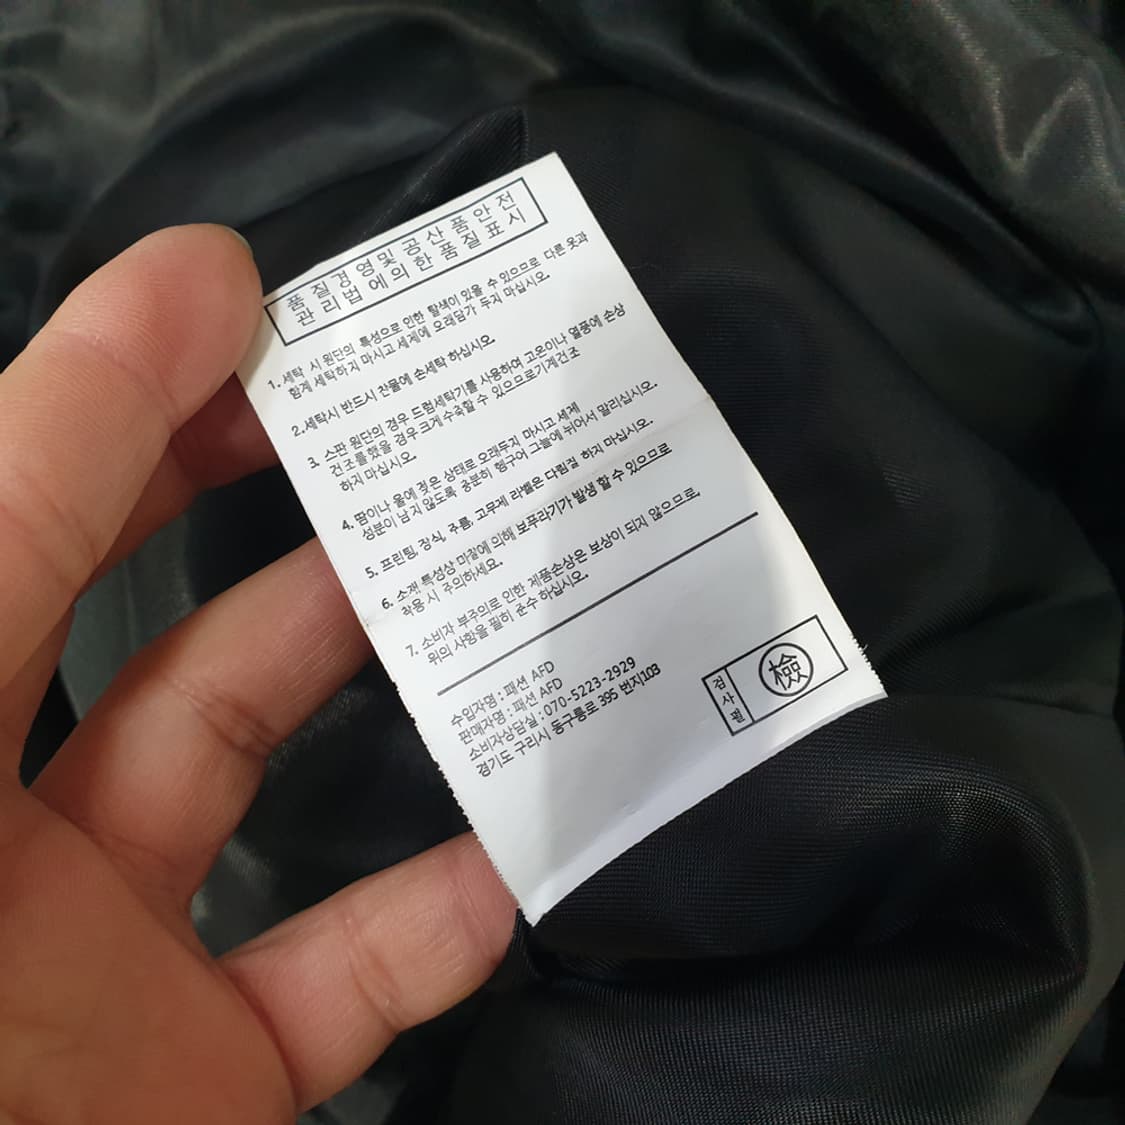 품질경영및공산품안전
관리법에의한품질표시
1. 세탁 시 원단의 특성으로 인한 탈색이 있을 수 있으므로 다른 옷과
함께 세탁하지 마시고 세제에 오래담가 두지 마십시오.
2.세탁시 반드시 찬물에 손세탁 하십시오.
3. 스판 원단의 경우 드럼세탁기를 사용하여 고온이나 열풍에 손상
건조를했을 경우 크게 수축할 수 있으므로기계건조
하지 마십시오.
4. 땀이나 물에 젖은 상태로 오래두지 마시고 세제
성분이 남지 않도록 충분히 헹구어 그늘에 뉘어서 말리십시오.
5. 프린팅, 장식, 주름, 고무제 라벨은 다림질 하지 마십시오.
6. 소재 특성상 마찰에 의해 보푸라기가 발생 할 수 있으므로
착용 시 주의하세요.
7. 소비자 부주의로 인한 제품손상은 보상이 되지 않으므로,
위의 사항을 필히 준수 하십시오.
수입자명 : 패션 AFD
판매자명 : 패션 AFD
소비자상담실 : 070-5223-2929
경기도 구리시 동구릉로 395 번지103
검사필
檢